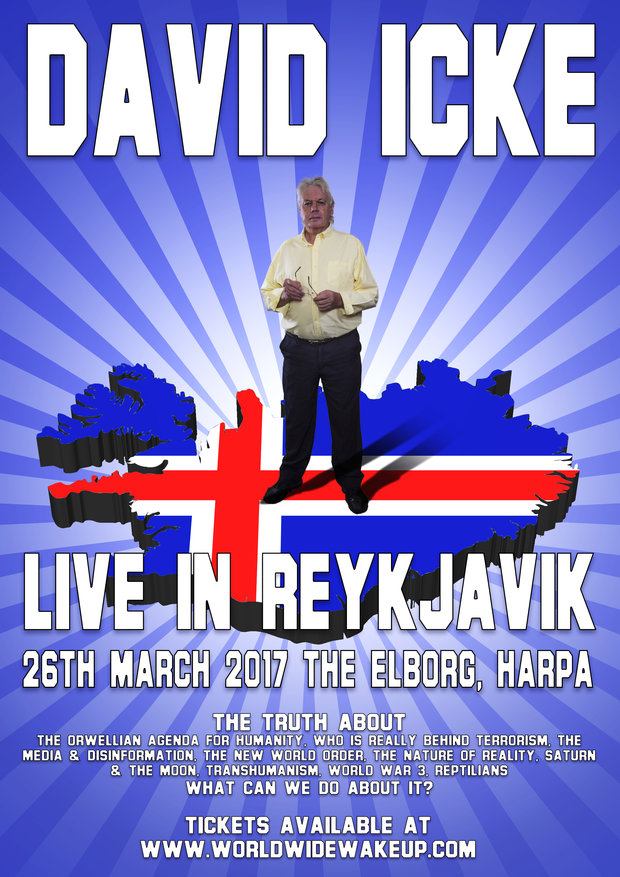 DAVID ICKE
LIVE IN REYKJAVIK
26TH MARCH 2017 THE ELBORG, HARPA
THE TRUTH ABOUT
THE ORWELLIAN AGENDA FOR HUMANITY, WHO IS REALLY BEHIND TERRORISM, THE
MEDIA & DISINFORMATION, THE NEW WORLD ORDER, THE NATURE OF REALITY, SATURN
& THE MOON, TRANSHUMANISM, WORLD WAR 3, REPTILIANS
WHAT CAN WE DO ABOUT IT?
TICKETS AVAILABLE AT
WWW.WORLDWIDEWAKEUP.COM